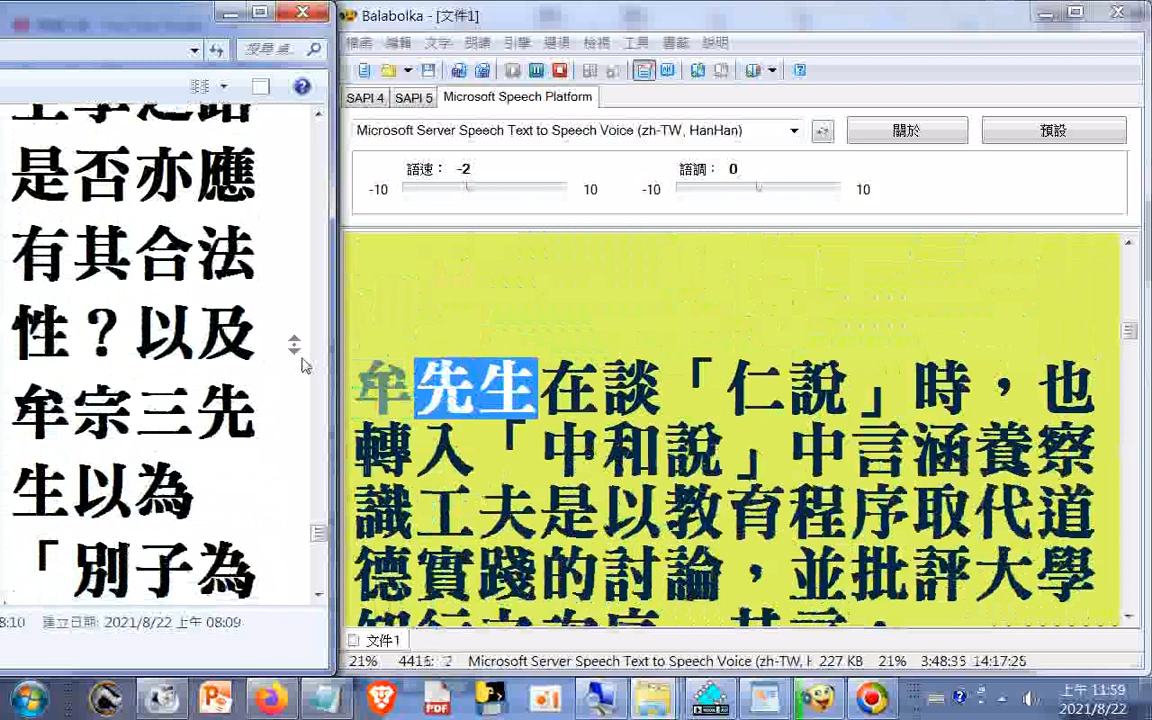 Balabolka - [文件1]
檔案 編輯 文字 朗讀 引擎 選項 檢視 工具 書籤 說明
SAPI 4 SAPI 5 Microsoft Speech Platform
Microsoft Server Speech Text to Speech Voice (zh-TW, HanHan)
關於
預設
語速： -2
語調： 0
-10 10 -10 10
是否亦應
有其合法
性？以及
牟宗三先
生以為
「別子為
8:10 建立日期: 2021/8/22 上午 08:09
牟先生在談「仁說」時，也
轉入「中和說」中言涵養察
識工夫是以教育程序取代道
德實踐的討論，並批評大學
文件1
21% Microsoft Server Speech Text to Speech Voice (zh-TW, 227 KB 21% 3:48:35 14:17:26
PDF
上午 11:59
2021/8/22